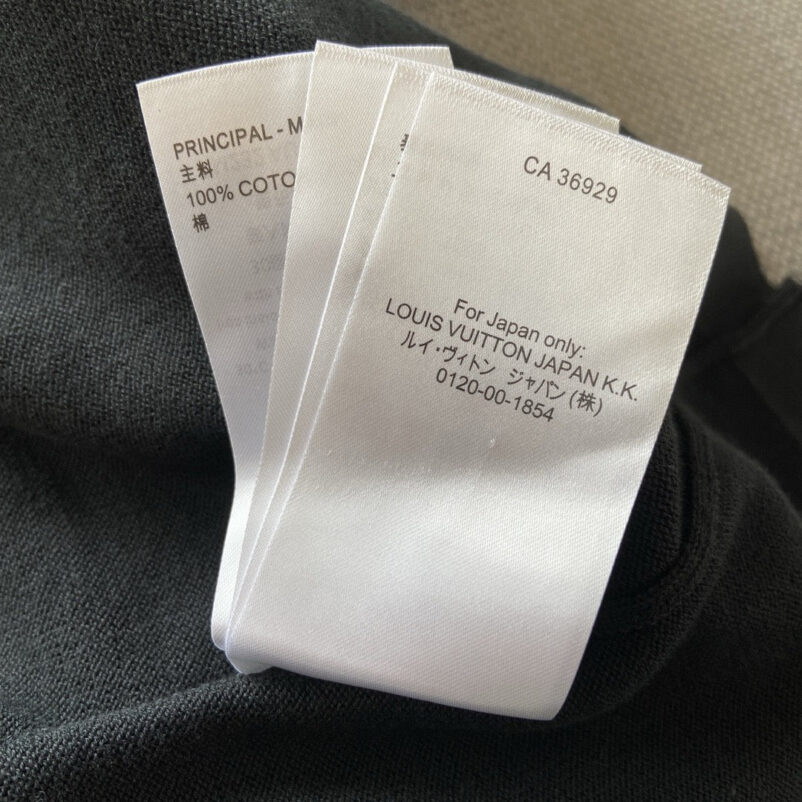 PRINCIPAL - M
主料
100% COTO
棉
CA 36929
For Japan only:
LOUIS VUITTON JAPAN K.K.
ルイ・ヴィトン ジャパン(株)
0120-00-1854